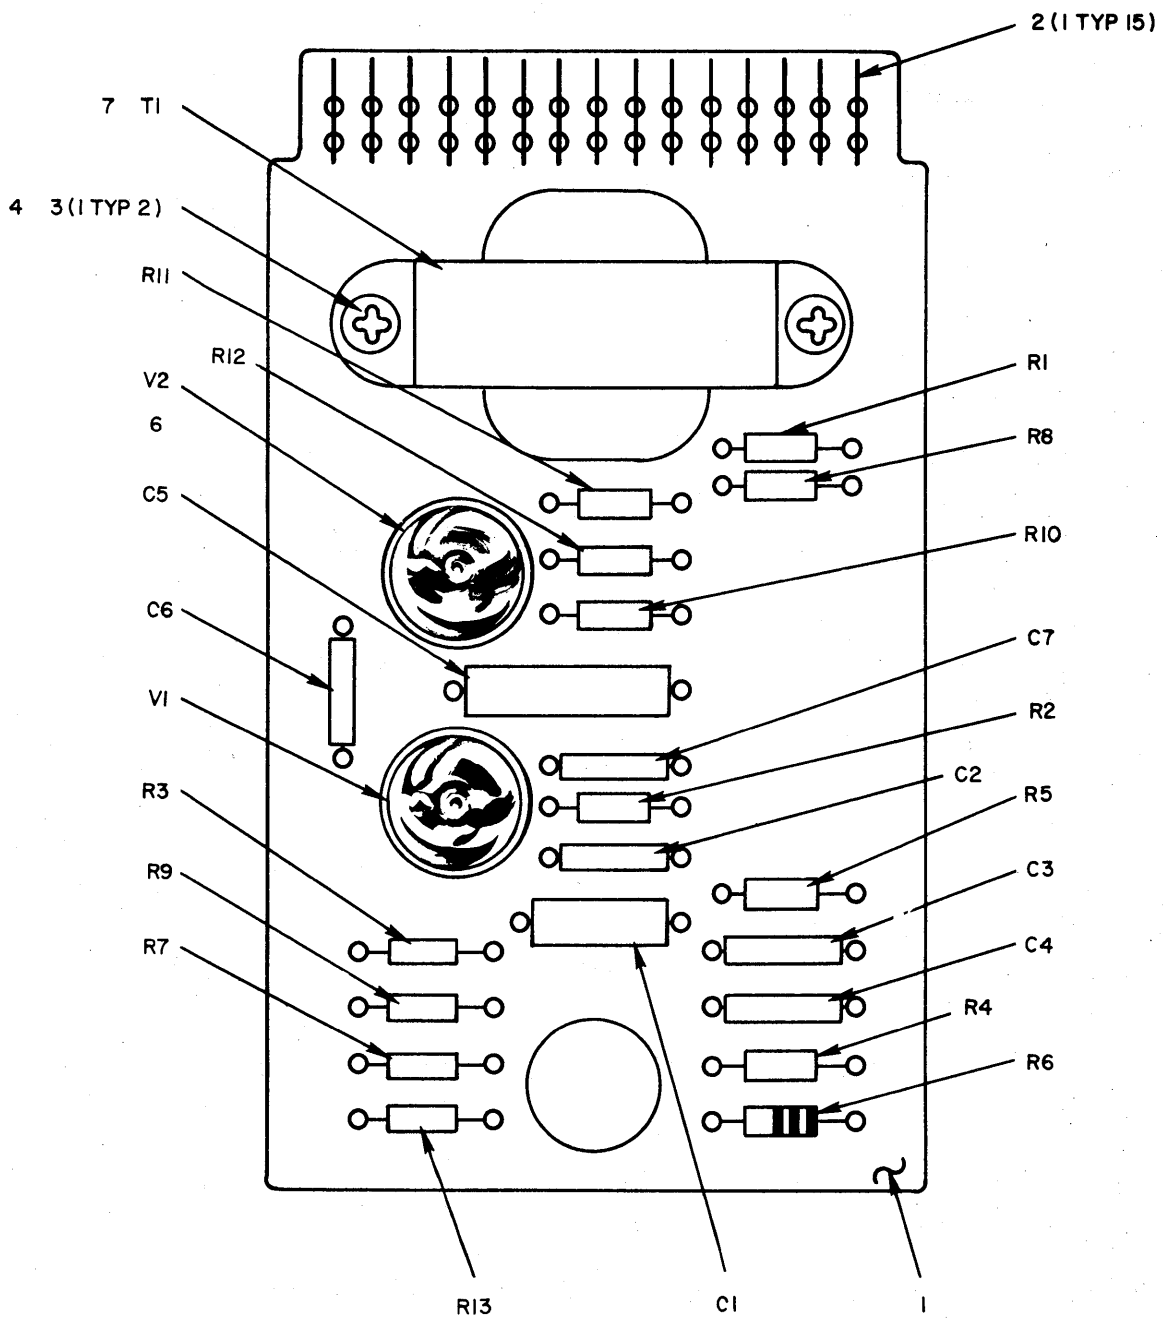 2 (1 TYP 15)
7 T1
4 3 (1 TYP 2)
R11
R12
R1
V2
6
R8
C5
R10
C6
C7
V1
R2
C2
R3
R5
R9
C3
R7
C4
R4
R6
R13
C1
1